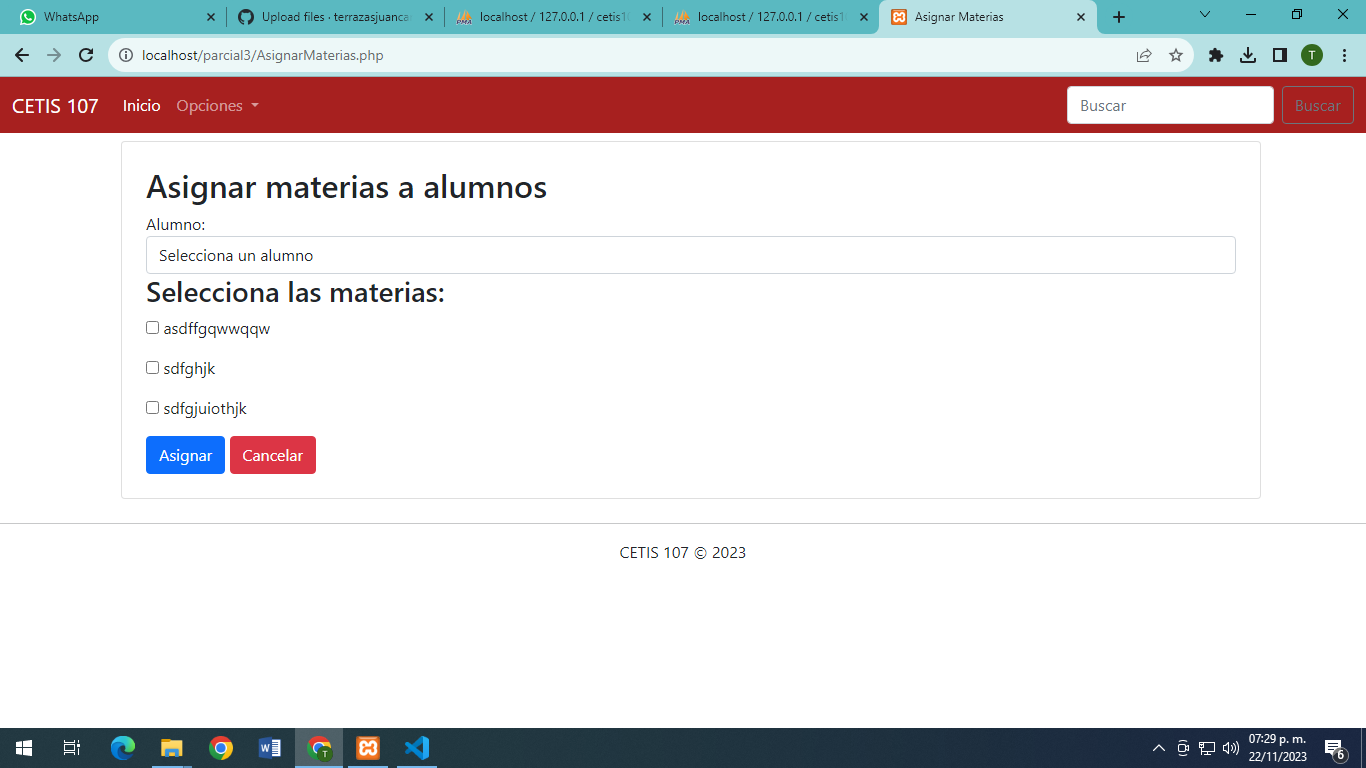 WhatsApp
Upload files · terrazasjuanca
localhost / 127.0.0.1 / cetis10
localhost / 127.0.0.1 / cetis10
Asignar Materias
localhost/parcial3/AsignarMaterias.php
T
CETIS 107 Inicio Opciones Buscar Buscar
Asignar materias a alumnos
Alumno:
Selecciona un alumno
Selecciona las materias:
asdffgqwwqqw
sdfghjk
sdfgjuiothjk
Asignar Cancelar
CETIS 107 © 2023
07:29 p. m.
22/11/2023
6